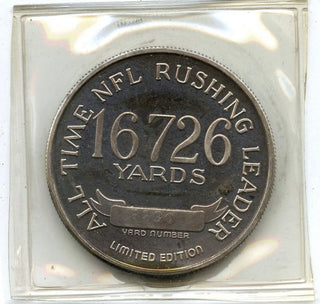 ALL TIME NFL RUSHING LEADER
16726
YARDS
YARD NUMBER
LIMITED EDITION